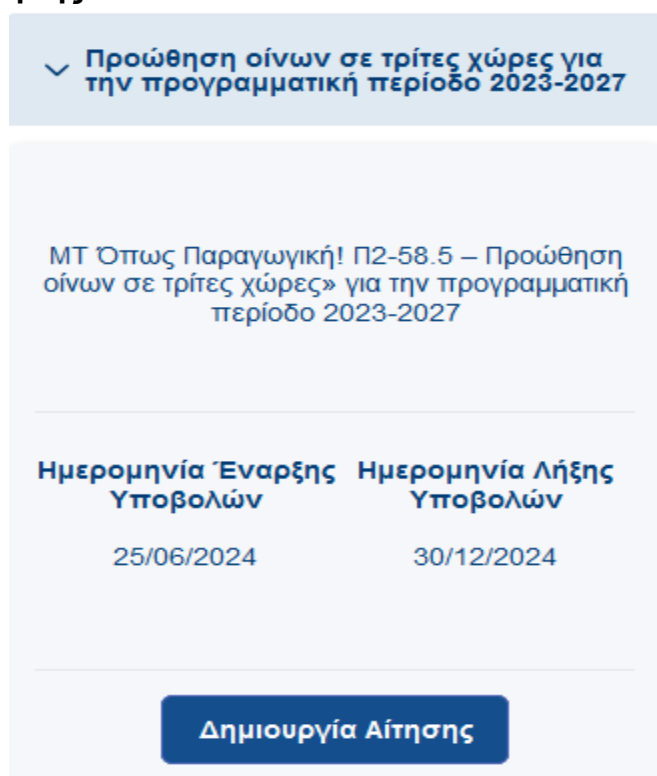 Προώθηση οίνων σε τρίτες χώρες για
την προγραμματική περίοδο 2023-2027
ΜΤ Όπως Παραγωγική! Π2-58.5 – Προώθηση
οίνων σε τρίτες χώρες» για την προγραμματική
περίοδο 2023-2027
Ημερομηνία Έναρξης
Υποβολών
25/06/2024
Ημερομηνία Λήξης
Υποβολών
30/12/2024
Δημιουργία Αίτησης